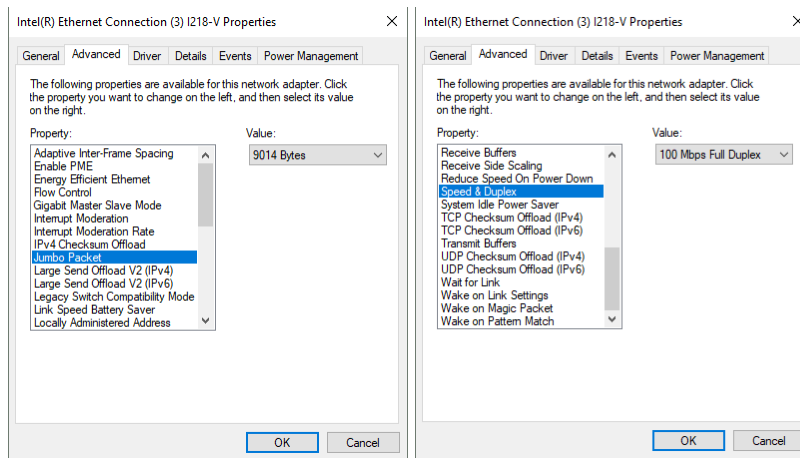 Intel(R) Ethernet Connection (3) I218-V Properties
General Advanced Driver Details Events Power Management
The following properties are available for this network adapter. Click
the property you want to change on the left, and then select its value
on the right.
Property:
Value:
Adaptive Inter-Frame Spacing
Enable PME
Energy Efficient Ethernet
Flow Control
Gigabit Master Slave Mode
Interrupt Moderation
Interrupt Moderation Rate
IPv4 Checksum Offload
Jumbo Packet
Large Send Offload V2 (IPv4)
Large Send Offload V2 (IPv6)
Legacy Switch Compatibility Mode
Link Speed Battery Saver
Locally Administered Address
9014 Bytes
OK
Cancel
Intel(R) Ethernet Connection (3) I218-V Properties
General Advanced Driver Details Events Power Management
The following properties are available for this network adapter. Click
the property you want to change on the left, and then select its value
on the right.
Property:
Value:
Receive Buffers
Receive Side Scaling
Reduce Speed On Power Down
Speed & Duplex
System Idle Power Saver
TCP Checksum Offload (IPv4)
TCP Checksum Offload (IPv6)
Transmit Buffers
UDP Checksum Offload (IPv4)
UDP Checksum Offload (IPv6)
Wait for Link
Wake on Link Settings
Wake on Magic Packet
Wake on Pattern Match
100 Mbps Full Duplex
OK
Cancel